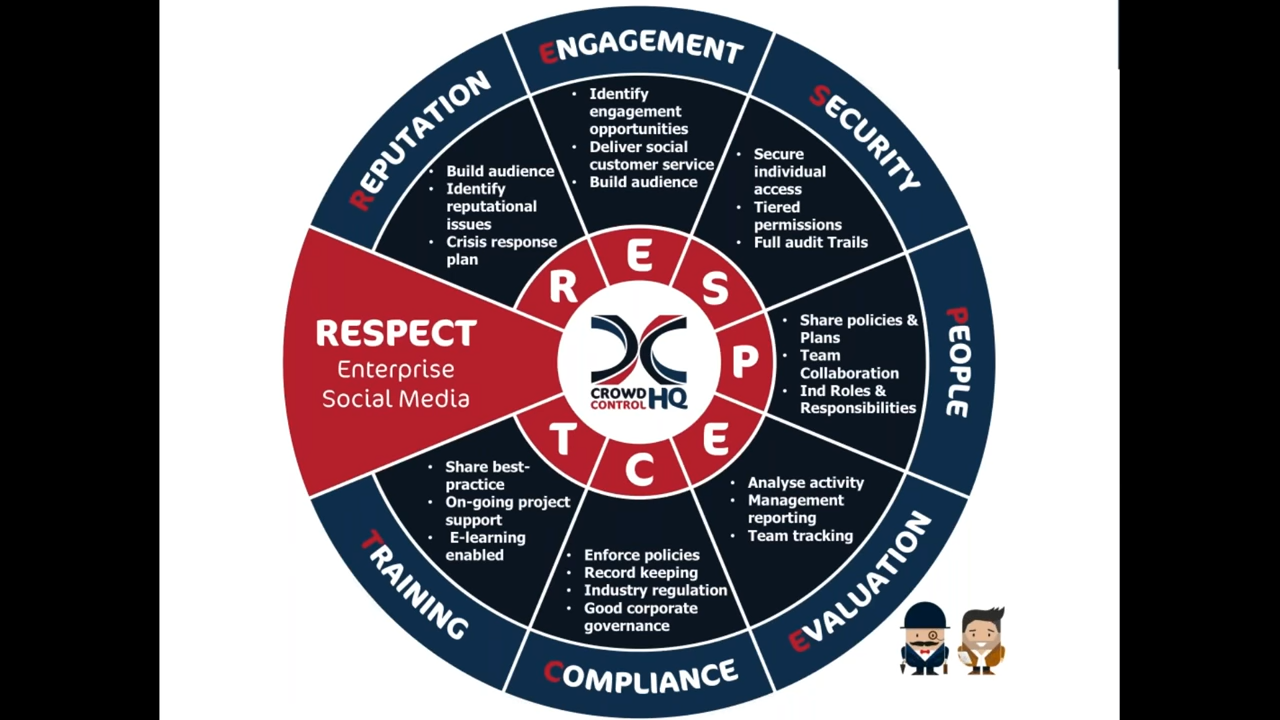 REPUTATION
• Build audience
• Identify
reputational
issues
• Crisis response
plan
ENGAGEMENT
• Identify
engagement
opportunities
• Deliver social
customer service
• Build audience
SECURITY
• Secure
individual
access
• Tiered
permissions
• Full audit Trails
PEOPLE
• Share policies &
Plans
• Team
Collaboration
• Ind Roles &
Responsibilities
EVALUATION
• Analyse activity
• Management
reporting
• Team tracking
COMPLIANCE
• Enforce policies
• Record keeping
• Industry regulation
• Good corporate
governance
TRAINING
• Share best-
practice
• On-going project
support
• E-learning
enabled
RESPECT
Enterprise
Social Media
R
E
S
P
E
C
T
CROWD
CONTROL HQ